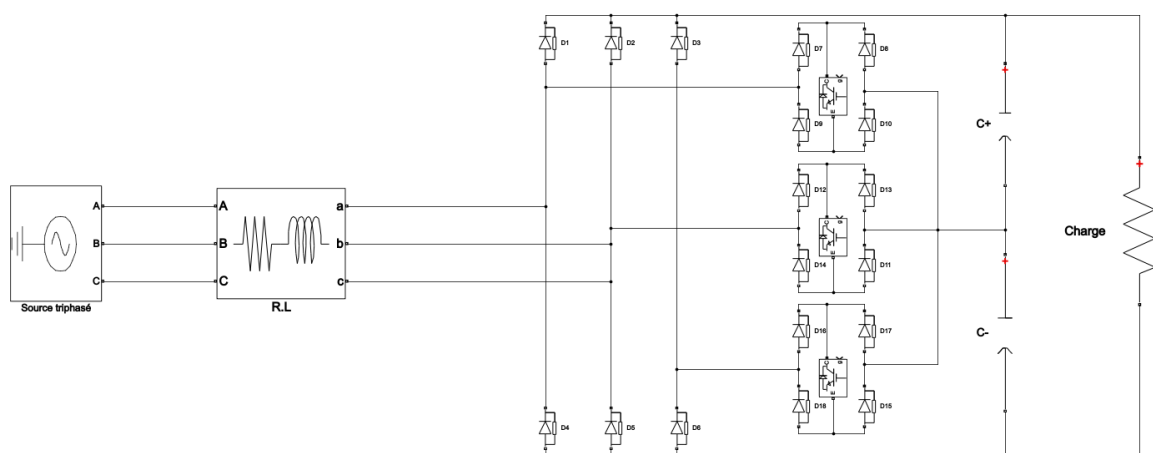 D1
D2
D3
D7
D8
C
g
E
D9
D10
C+
D12
D13
C
g
E
D14
D11
A
B
C
Source triphasé
A
B
C
a
b
c
R.L
Charge
D16
D17
C
g
E
D18
D15
C-
D4
D5
D6